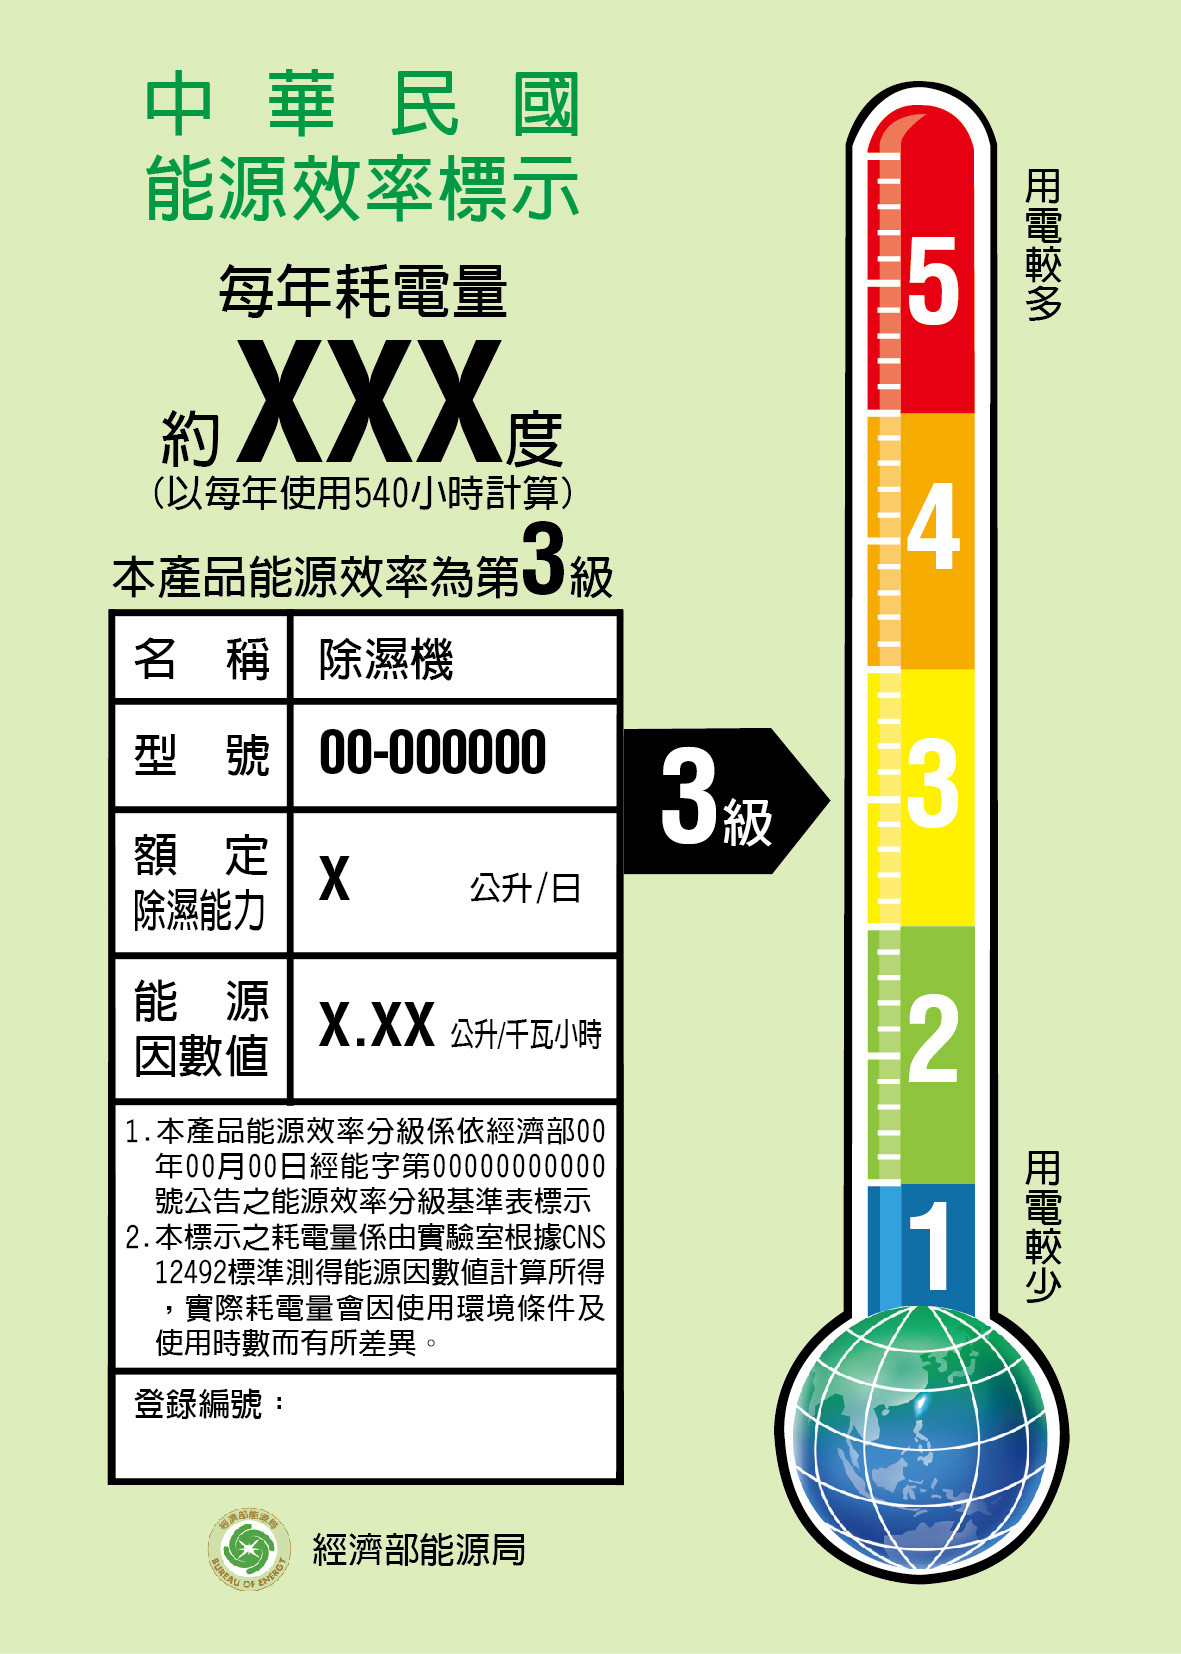 中華民國
能源效率標示
每年耗電量
約XXX度
(以每年使用540小時計算)
本產品能源效率為第3級
名稱 除濕機
型號 00-000000
額定
除濕能力
X 公升/日
能源
因數值
X.XX 公升/千瓦小時
1.本產品能源效率分級係依經濟部00
年00月00日經能字第00000000000
號公告之能源效率分級基準表標示
2.本標示之耗電量係由實驗室根據CNS
12492標準測得能源因數值計算所得
，實際耗電量會因使用環境條件及
使用時數而有所差異。
登錄編號：
經濟部能源局
BUREAU OF ENERGY
經濟部能源局
3級
用電較多
5
4
3
2
1
用電較少